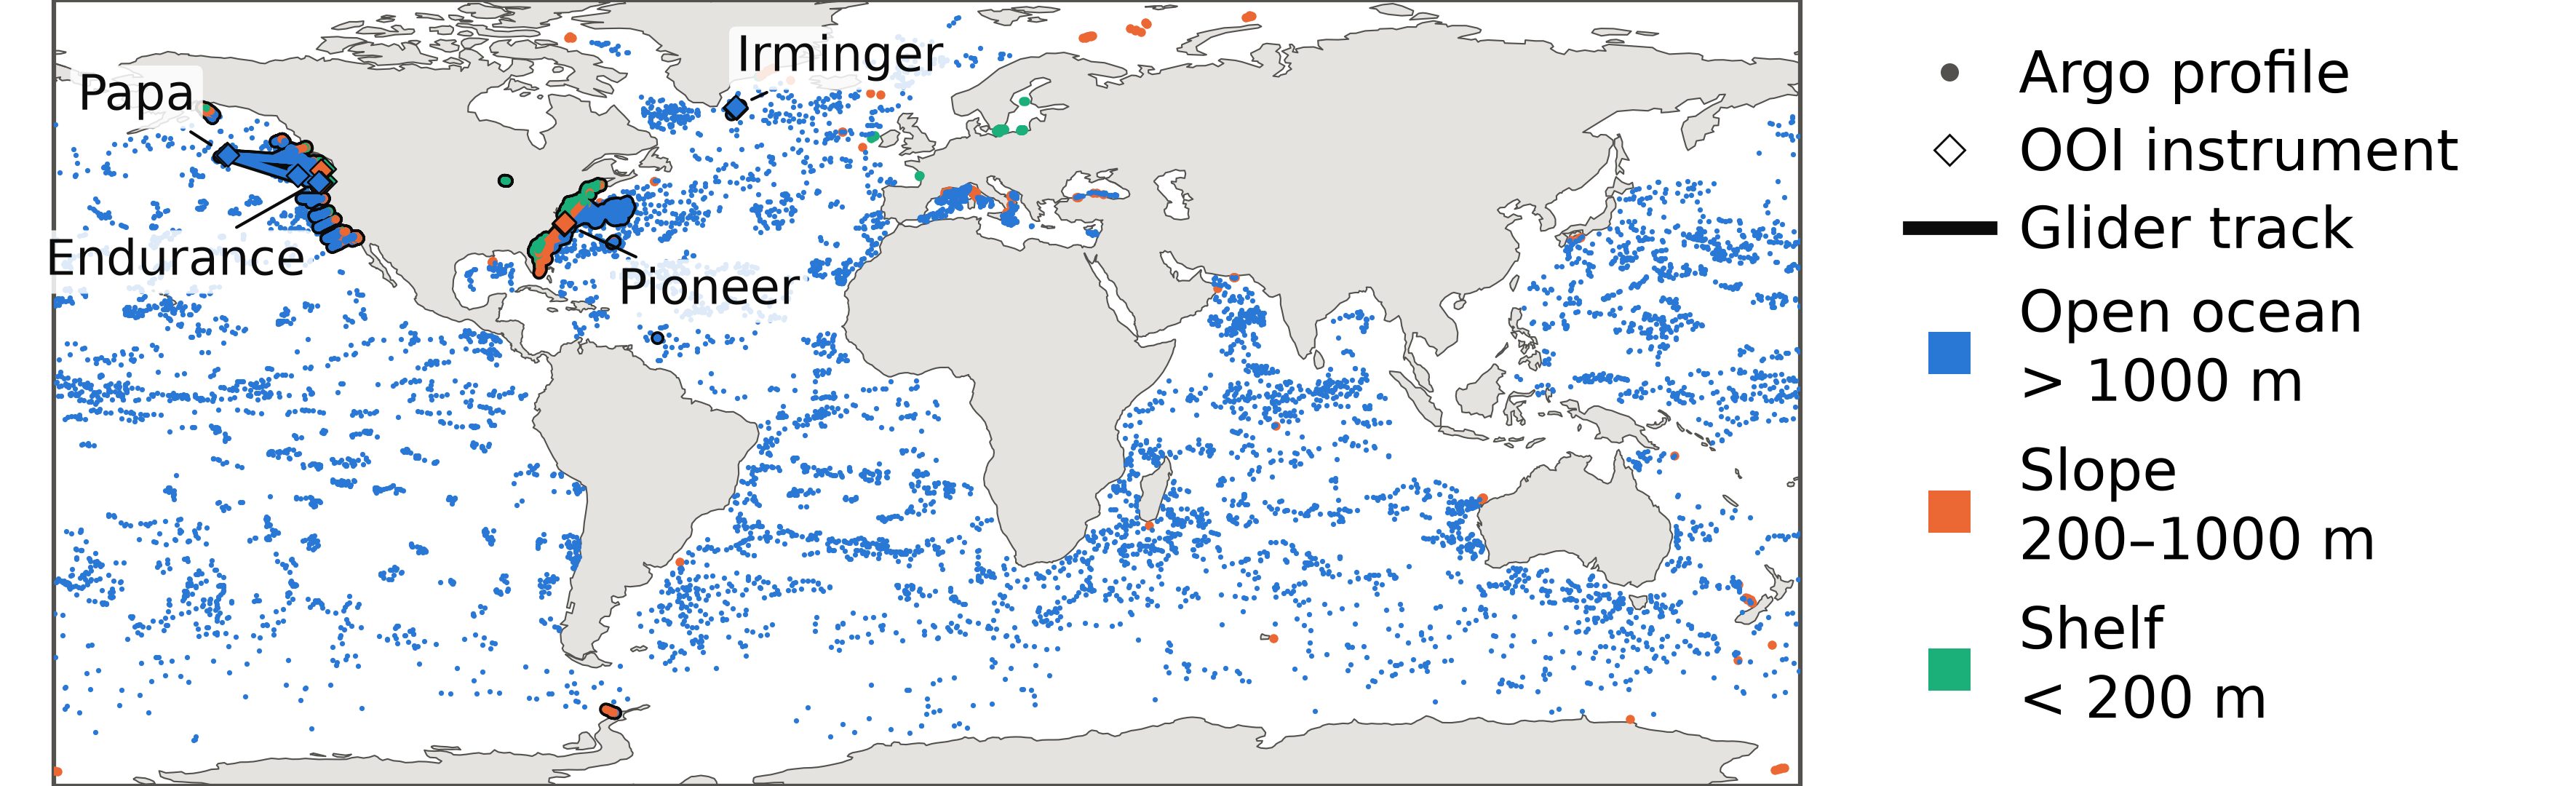 Irminger
Papa
Endurance
Pioneer
Argo profile
OOI instrument
Glider track
Open ocean
> 1000 m
Slope
200–1000 m
Shelf
< 200 m